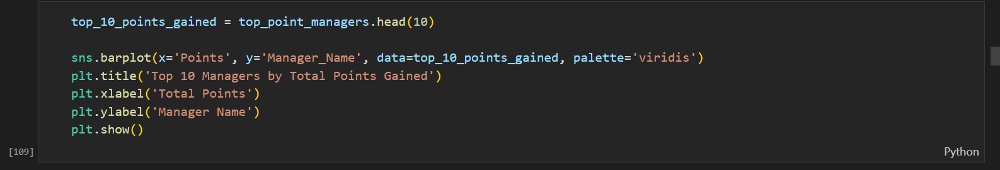 top_10_points_gained = top_point_managers.head(10)
sns.barplot(x='Points', y='Manager_Name', data=top_10_points_gained, palette='viridis')
plt.title('Top 10 Managers by Total Points Gained')
plt.xlabel('Total Points')
plt.ylabel('Manager Name')
plt.show()
[109]
Python